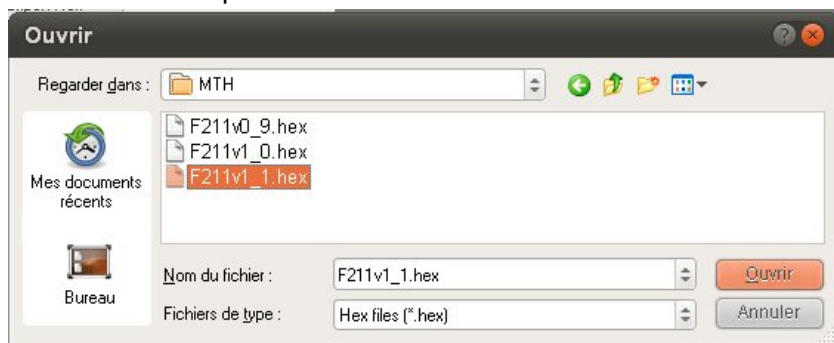 Ouvrir
Regarder dans :
MTH
F211v0_9.hex
F211v1_0.hex
F211v1_1.hex
Mes documents
récents
Bureau
Nom du fichier :
F211v1_1.hex
Ouvrir
Fichiers de type :
Hex files (*.hex)
Annuler